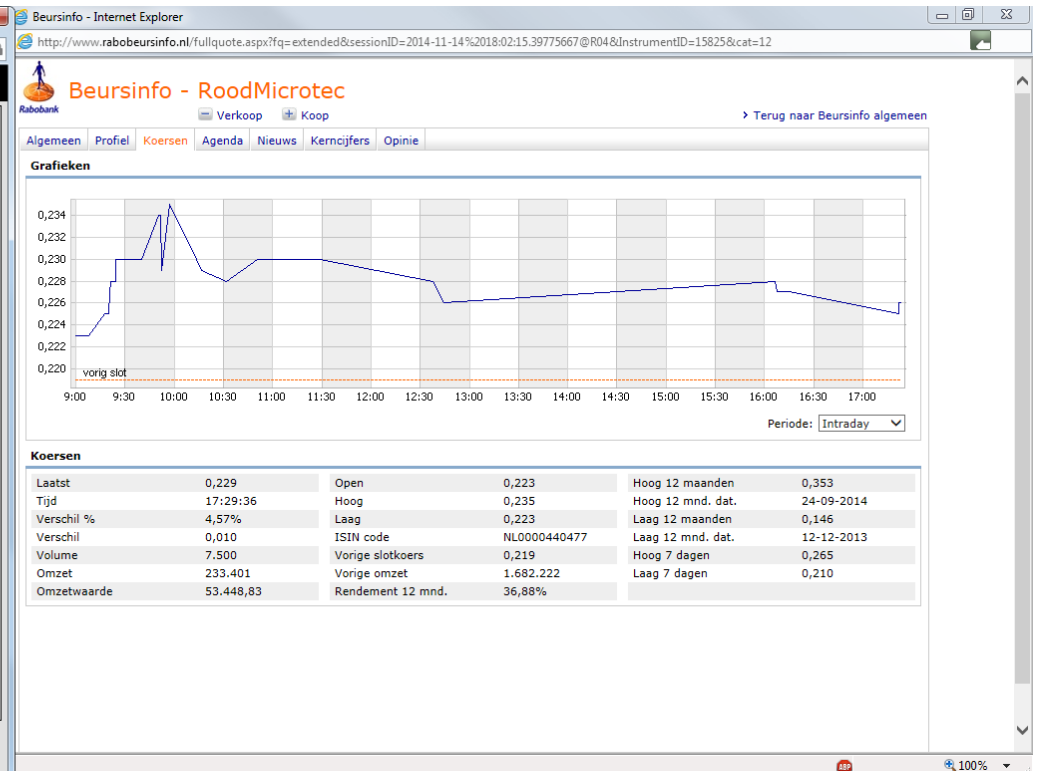 Beursinfo - Internet Explorer
http://www.rabobeursinfo.nl/fullquote.aspx?fq=extended&sessionID=2014-11-14%2018:02:15.39775667@R04&InstrumentID=15825&cat=12
Rabobank
Beursinfo - RoodMicrotec
Verkoop Koop
Terug naar Beursinfo algemeen
Algemeen Profiel Koersen Agenda Nieuws Kerncijfers Opinie
Grafieken
0,234
0,232
0,230
0,228
0,226
0,224
0,222
0,220
vorig slot
9:00 9:30 10:00 10:30 11:00 11:30 12:00 12:30 13:00 13:30 14:00 14:30 15:00 15:30 16:00 16:30 17:00
Periode: Intraday
Koersen
Laatst 0,229 Open 0,223 Hoog 12 maanden 0,353
Tijd 17:29:36 Hoog 0,235 Hoog 12 mnd. dat. 24-09-2014
Verschil % 4,57% Laag 0,223 Laag 12 maanden 0,146
Verschil 0,010 ISIN code NL0000440477 Laag 12 mnd. dat. 12-12-2013
Volume 7.500 Vorige slotkoers 0,219 Hoog 7 dagen 0,265
Omzet 233.401 Vorige omzet 1.682.222 Laag 7 dagen 0,210
Omzetwaarde 53.448,83 Rendement 12 mnd. 36,88%
ABP
100%